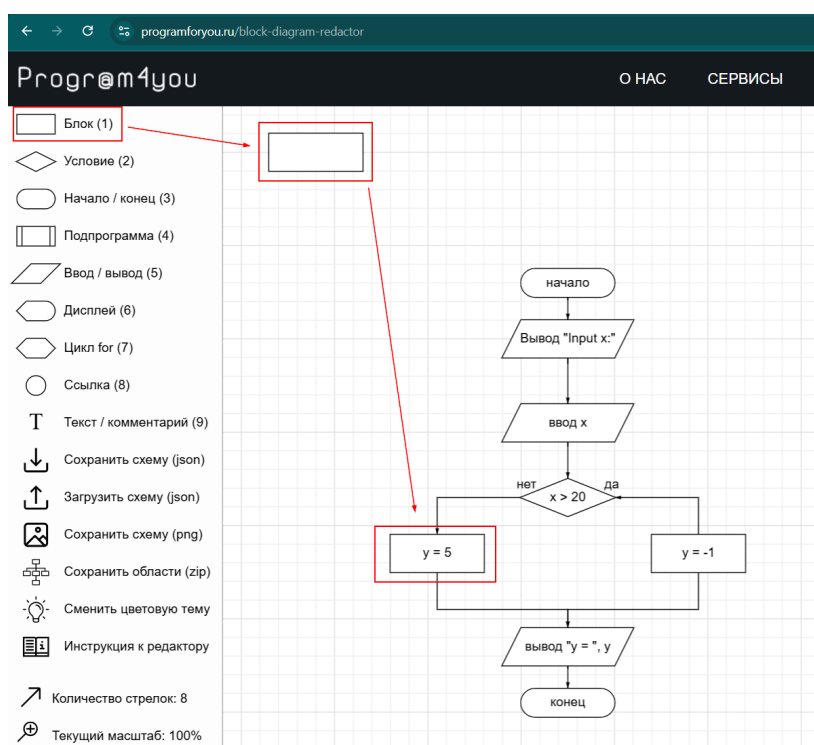 programforyou.ru/block-diagram-redactor
Progr@m4you
О НАС
СЕРВИСЫ
Блок (1)
Условие (2)
Начало / конец (3)
Подпрограмма (4)
Ввод / вывод (5)
Дисплей (6)
Цикл for (7)
Ссылка (8)
T Текст / комментарий (9)
Сохранить схему (json)
Загрузить схему (json)
Сохранить схему (png)
Сохранить области (zip)
Сменить цветовую тему
Инструкция к редактору
Количество стрелок: 8
Текущий масштаб: 100%
начало
Вывод "Input x:"
ввод x
нет
да
x > 20
y = 5
y = -1
вывод "y = ", y
конец